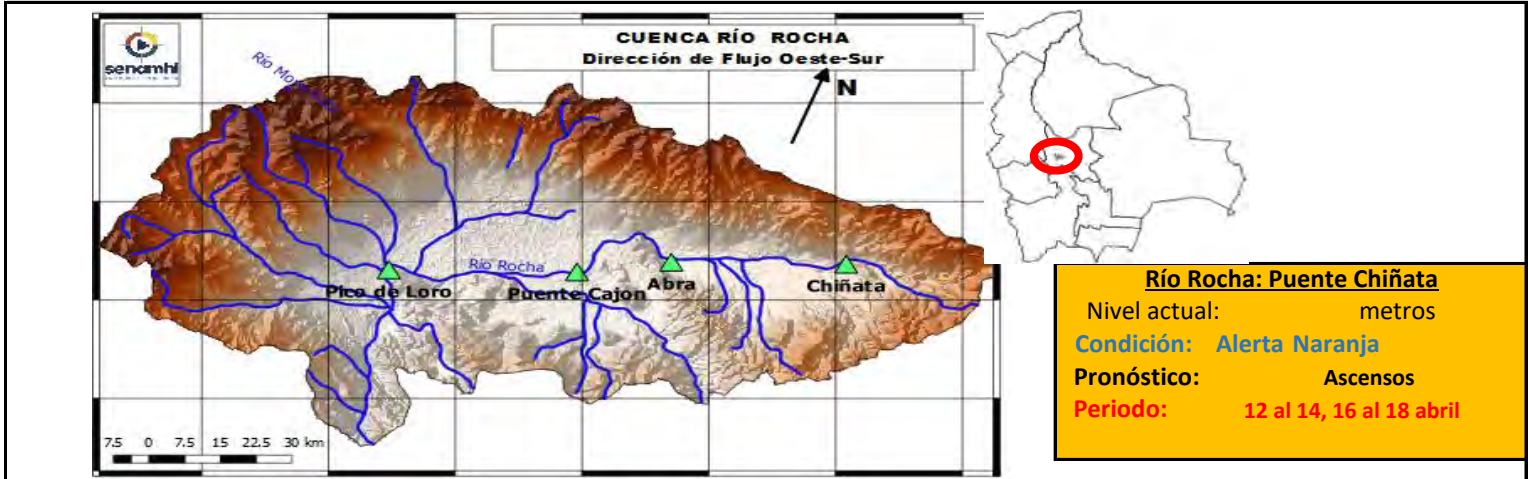 senamhi
CUENCA RÍO ROCHA
Dirección de Flujo Oeste-Sur
N
Río Rocha
Pico de Loro
Puente Cajon
Abra
Chiñata
7.5 0 7.5 15 22.5 30 km
Río Rocha: Puente Chiñata
Nivel actual: metros
Condición: Alerta Naranja
Pronóstico: Ascensos
Periodo: 12 al 14, 16 al 18 abril